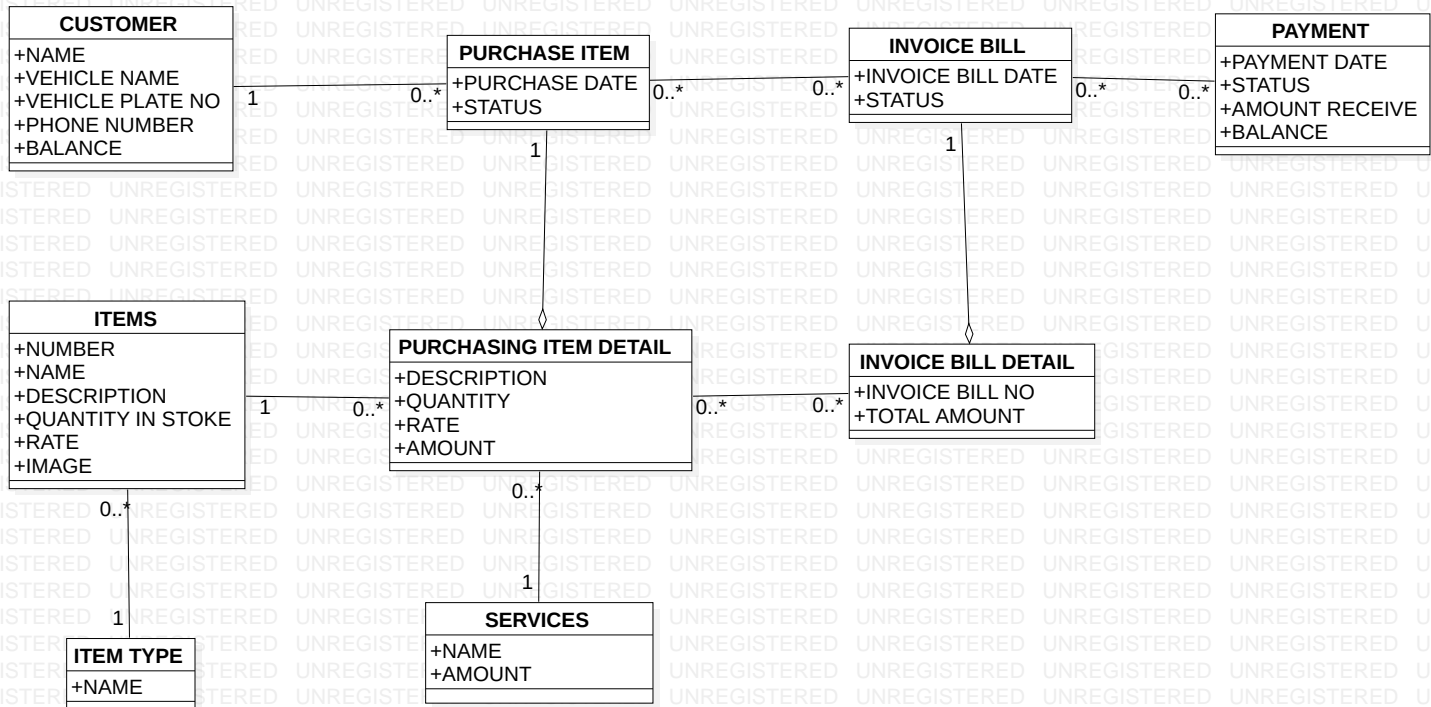 CUSTOMER
+NAME
+VEHICLE NAME
+VEHICLE PLATE NO
+PHONE NUMBER
+BALANCE
1
0..*
PURCHASE ITEM
+PURCHASE DATE
+STATUS
0..*
0..*
1
INVOICE BILL
+INVOICE BILL DATE
+STATUS
0..*
0..*
1
PAYMENT
+PAYMENT DATE
+STATUS
+AMOUNT RECEIVE
+BALANCE
ITEMS
+NUMBER
+NAME
+DESCRIPTION
+QUANTITY IN STOKE
+RATE
+IMAGE
1
0..*
0..*
1
PURCHASING ITEM DETAIL
+DESCRIPTION
+QUANTITY
+RATE
+AMOUNT
0..*
0..*
0..*
1
INVOICE BILL DETAIL
+INVOICE BILL NO
+TOTAL AMOUNT
ITEM TYPE
+NAME
SERVICES
+NAME
+AMOUNT
UNREGISTERED